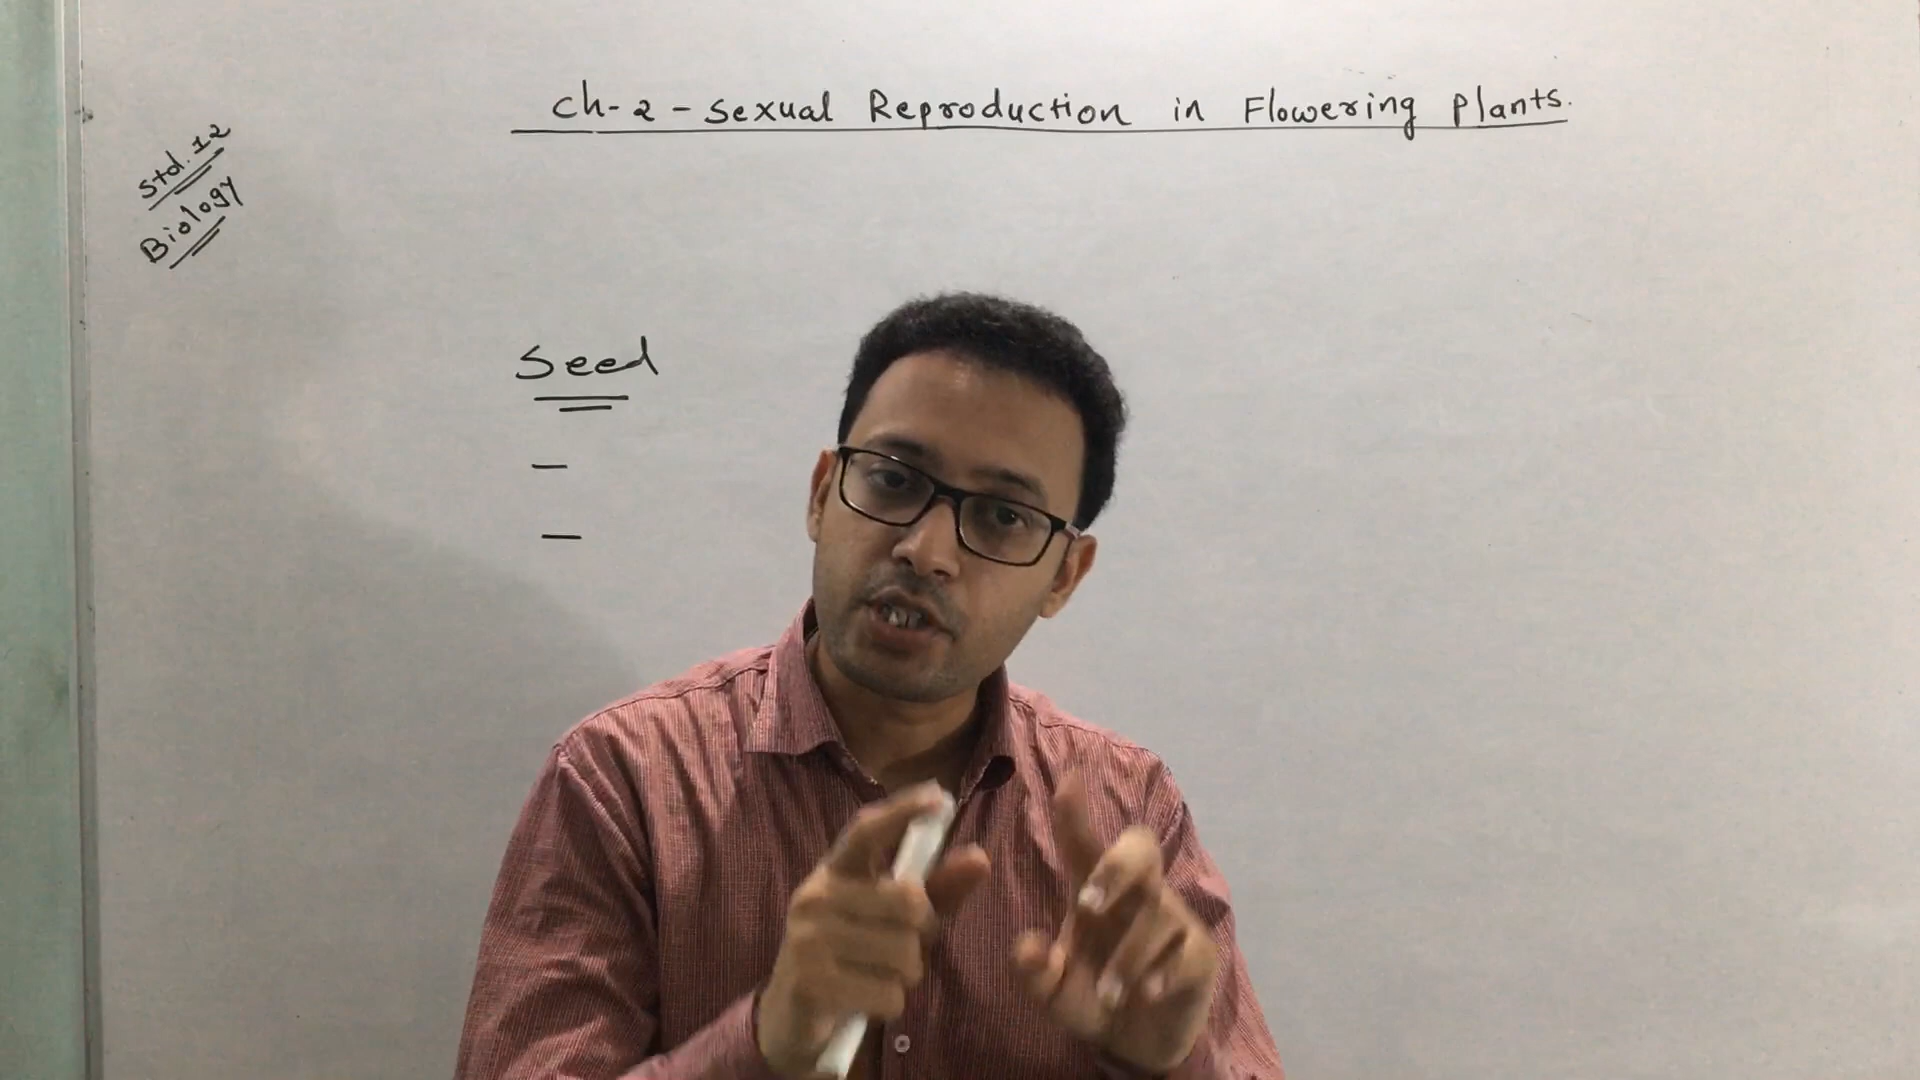 Ch-2 - Sexual Reproduction in Flowering Plants.
Std. 12
Biology
Seed
-
-